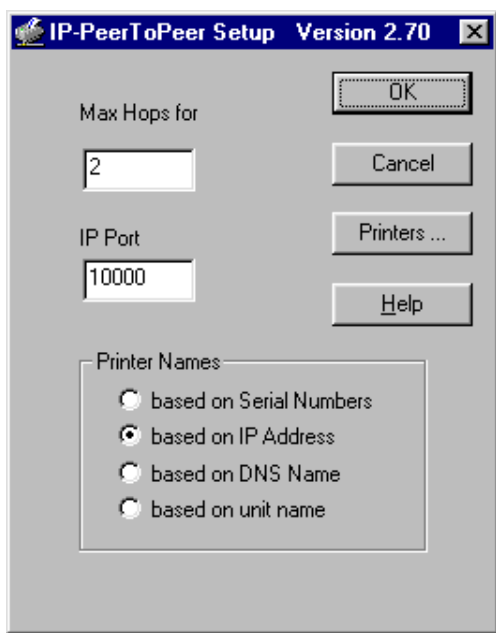 IP-PeerToPeer Setup Version 2.70
OK
Max Hops for
2
Cancel
IP Port
Printers ...
10000
Help
Printer Names
based on Serial Numbers
based on IP Address
based on DNS Name
based on unit name